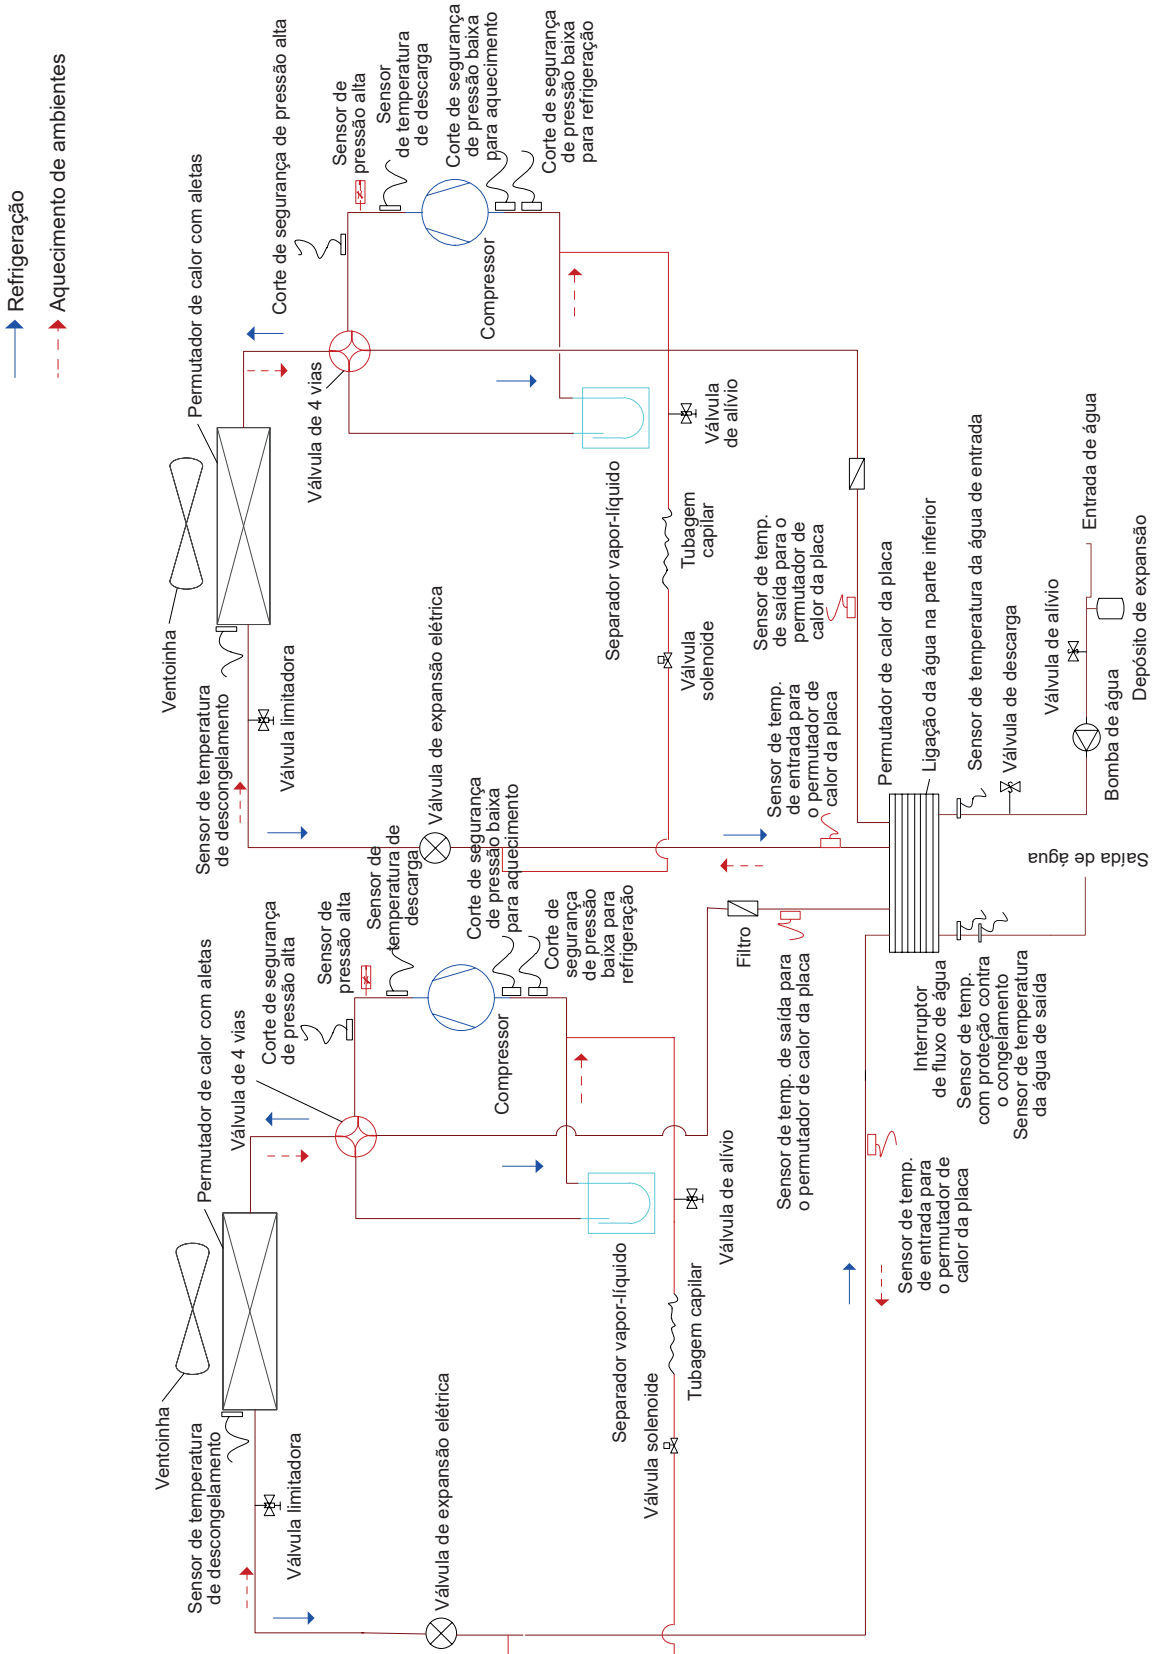 Refrigeração
Aquecimento de ambientes
Ventoinha
Permutador de calor com aletas
Corte de segurança de pressão alta
Sensor de
pressão alta
Sensor
de temperatura
de descarga
Corte de segurança
de pressão baixa
para aquecimento
Corte de segurança
de pressão baixa
para refrigeração
Sensor de temperatura
de descongelamento
Válvula limitadora
Válvula de 4 vias
Compressor
Válvula de expansão elétrica
Separador vapor-líquido
Válvula
de alívio
Tubagem
capilar
Válvula
solenoide
Sensor de temp.
de saída para o
permutador de
calor da placa
Sensor de temp.
de entrada para
o permutador de
calor da placa
Permutador de calor da placa
Ligação da água na parte inferior
Sensor de temperatura da água de entrada
Válvula de descarga
Válvula de alívio
Entrada de água
Bomba de água
Depósito de expansão
Saída de água
Ventoinha
Permutador de calor com aletas
Válvula de 4 vias
Corte de segurança
de pressão alta
Sensor de
pressão alta
Sensor de
temperatura de
descarga
Corte de segurança
de pressão baixa
para aquecimento
Corte de
segurança
de pressão
baixa para
refrigeração
Sensor de temperatura
de descongelamento
Válvula limitadora
Compressor
Válvula de expansão elétrica
Separador vapor-líquido
Válvula solenoide
Tubagem capilar
Válvula de alívio
Filtro
Sensor de temp. de saída para
o permutador de calor da placa
Sensor de temp.
de entrada para
o permutador de
calor da placa
Interruptor
de fluxo de água
Sensor de temp.
com proteção contra
o congelamento
Sensor de temperatura
da água de saída